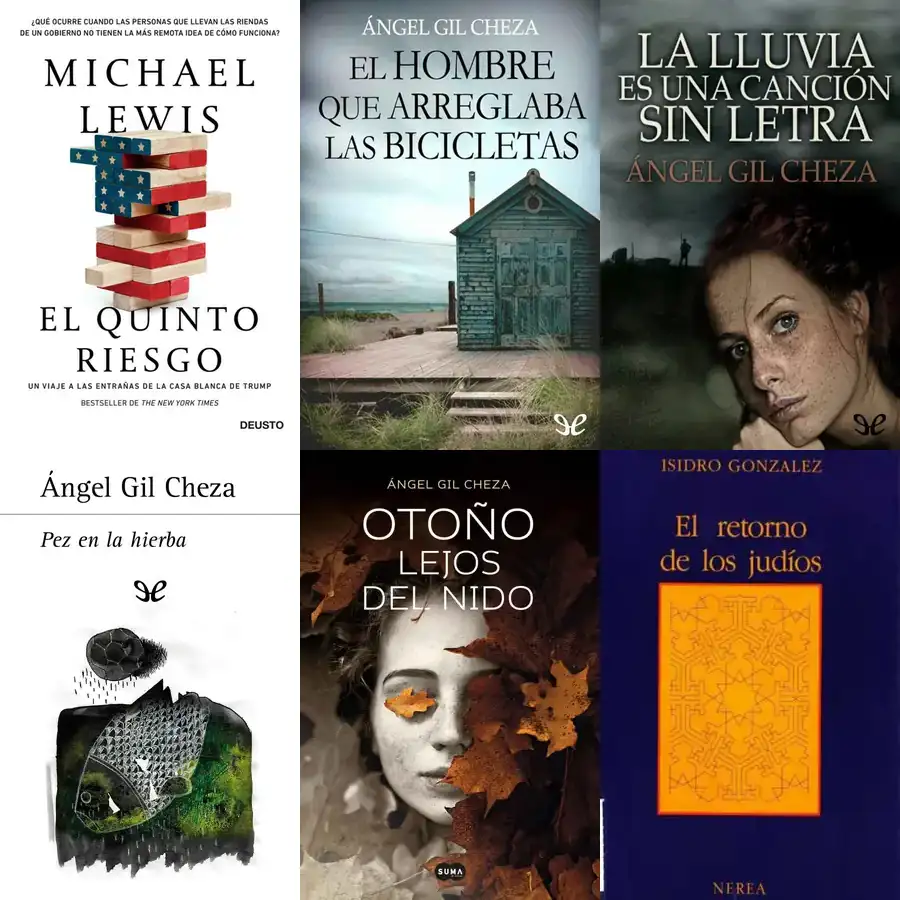 ¿QUÉ OCURRE CUANDO LAS PERSONAS QUE LLEVAN LAS RIENDAS
DE UN GOBIERNO NO TIENEN LA MÁS REMOTA IDEA DE CÓMO FUNCIONA?
MICHAEL
LEWIS
EL QUINTO
RIESGO
UN VIAJE A LAS ENTRAÑAS DE LA CASA BLANCA DE TRUMP
BESTSELLER DE THE NEW YORK TIMES
DEUSTO
ÁNGEL GIL CHEZA
EL HOMBRE
QUE ARREGLABA
LAS BICICLETAS
LA LLUVIA
ES UNA CANCIÓN
SIN LETRA
ÁNGEL GIL CHEZA
Ángel Gil Cheza
Pez en la hierba
ÁNGEL GIL CHEZA
OTOÑO
LEJOS
DEL NIDO
SUMA
ISIDRO GONZALEZ
El retorno
de los judíos
NEREA